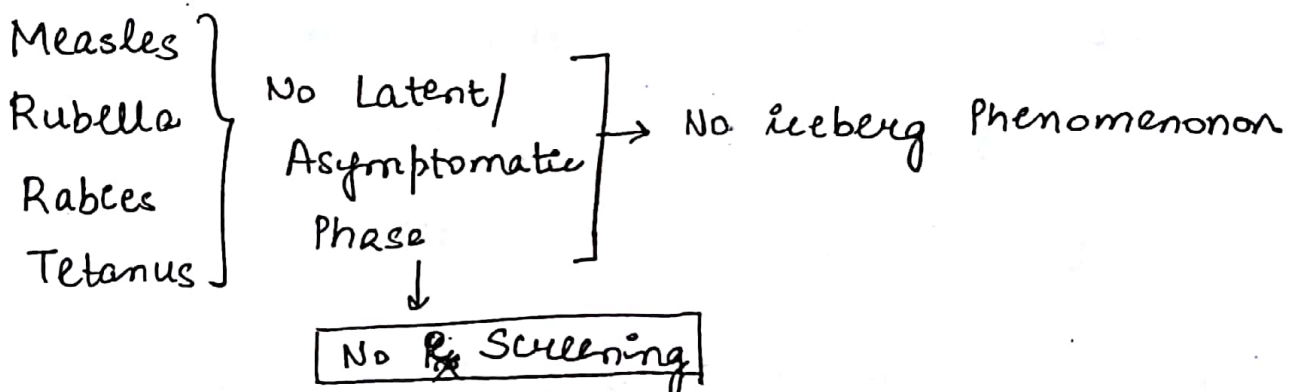 Measles
Rubella
Rabies
Tetanus
No Latent/
Asymptomatic
Phase
→ No iceberg Phenomenonon
↓
No Screening